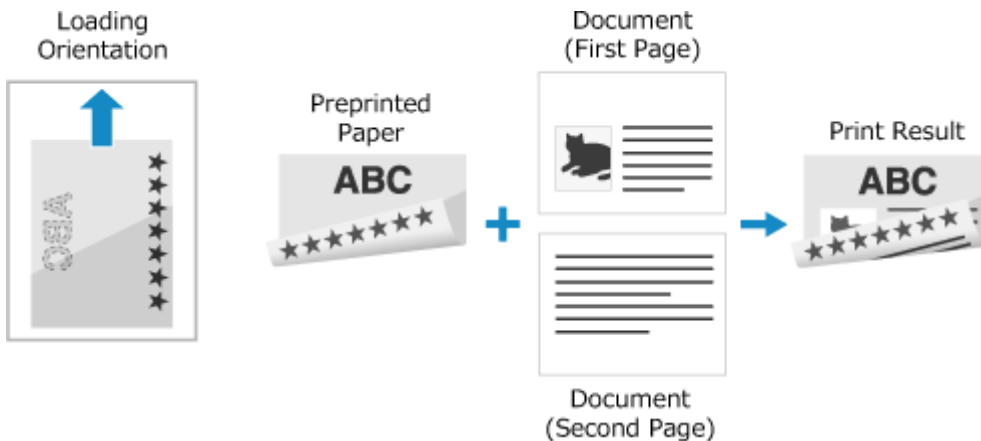 Loading
Orientation
ABC
Preprinted
Paper
ABC
Document
(First Page)
Document
(Second Page)
Print Result
ABC